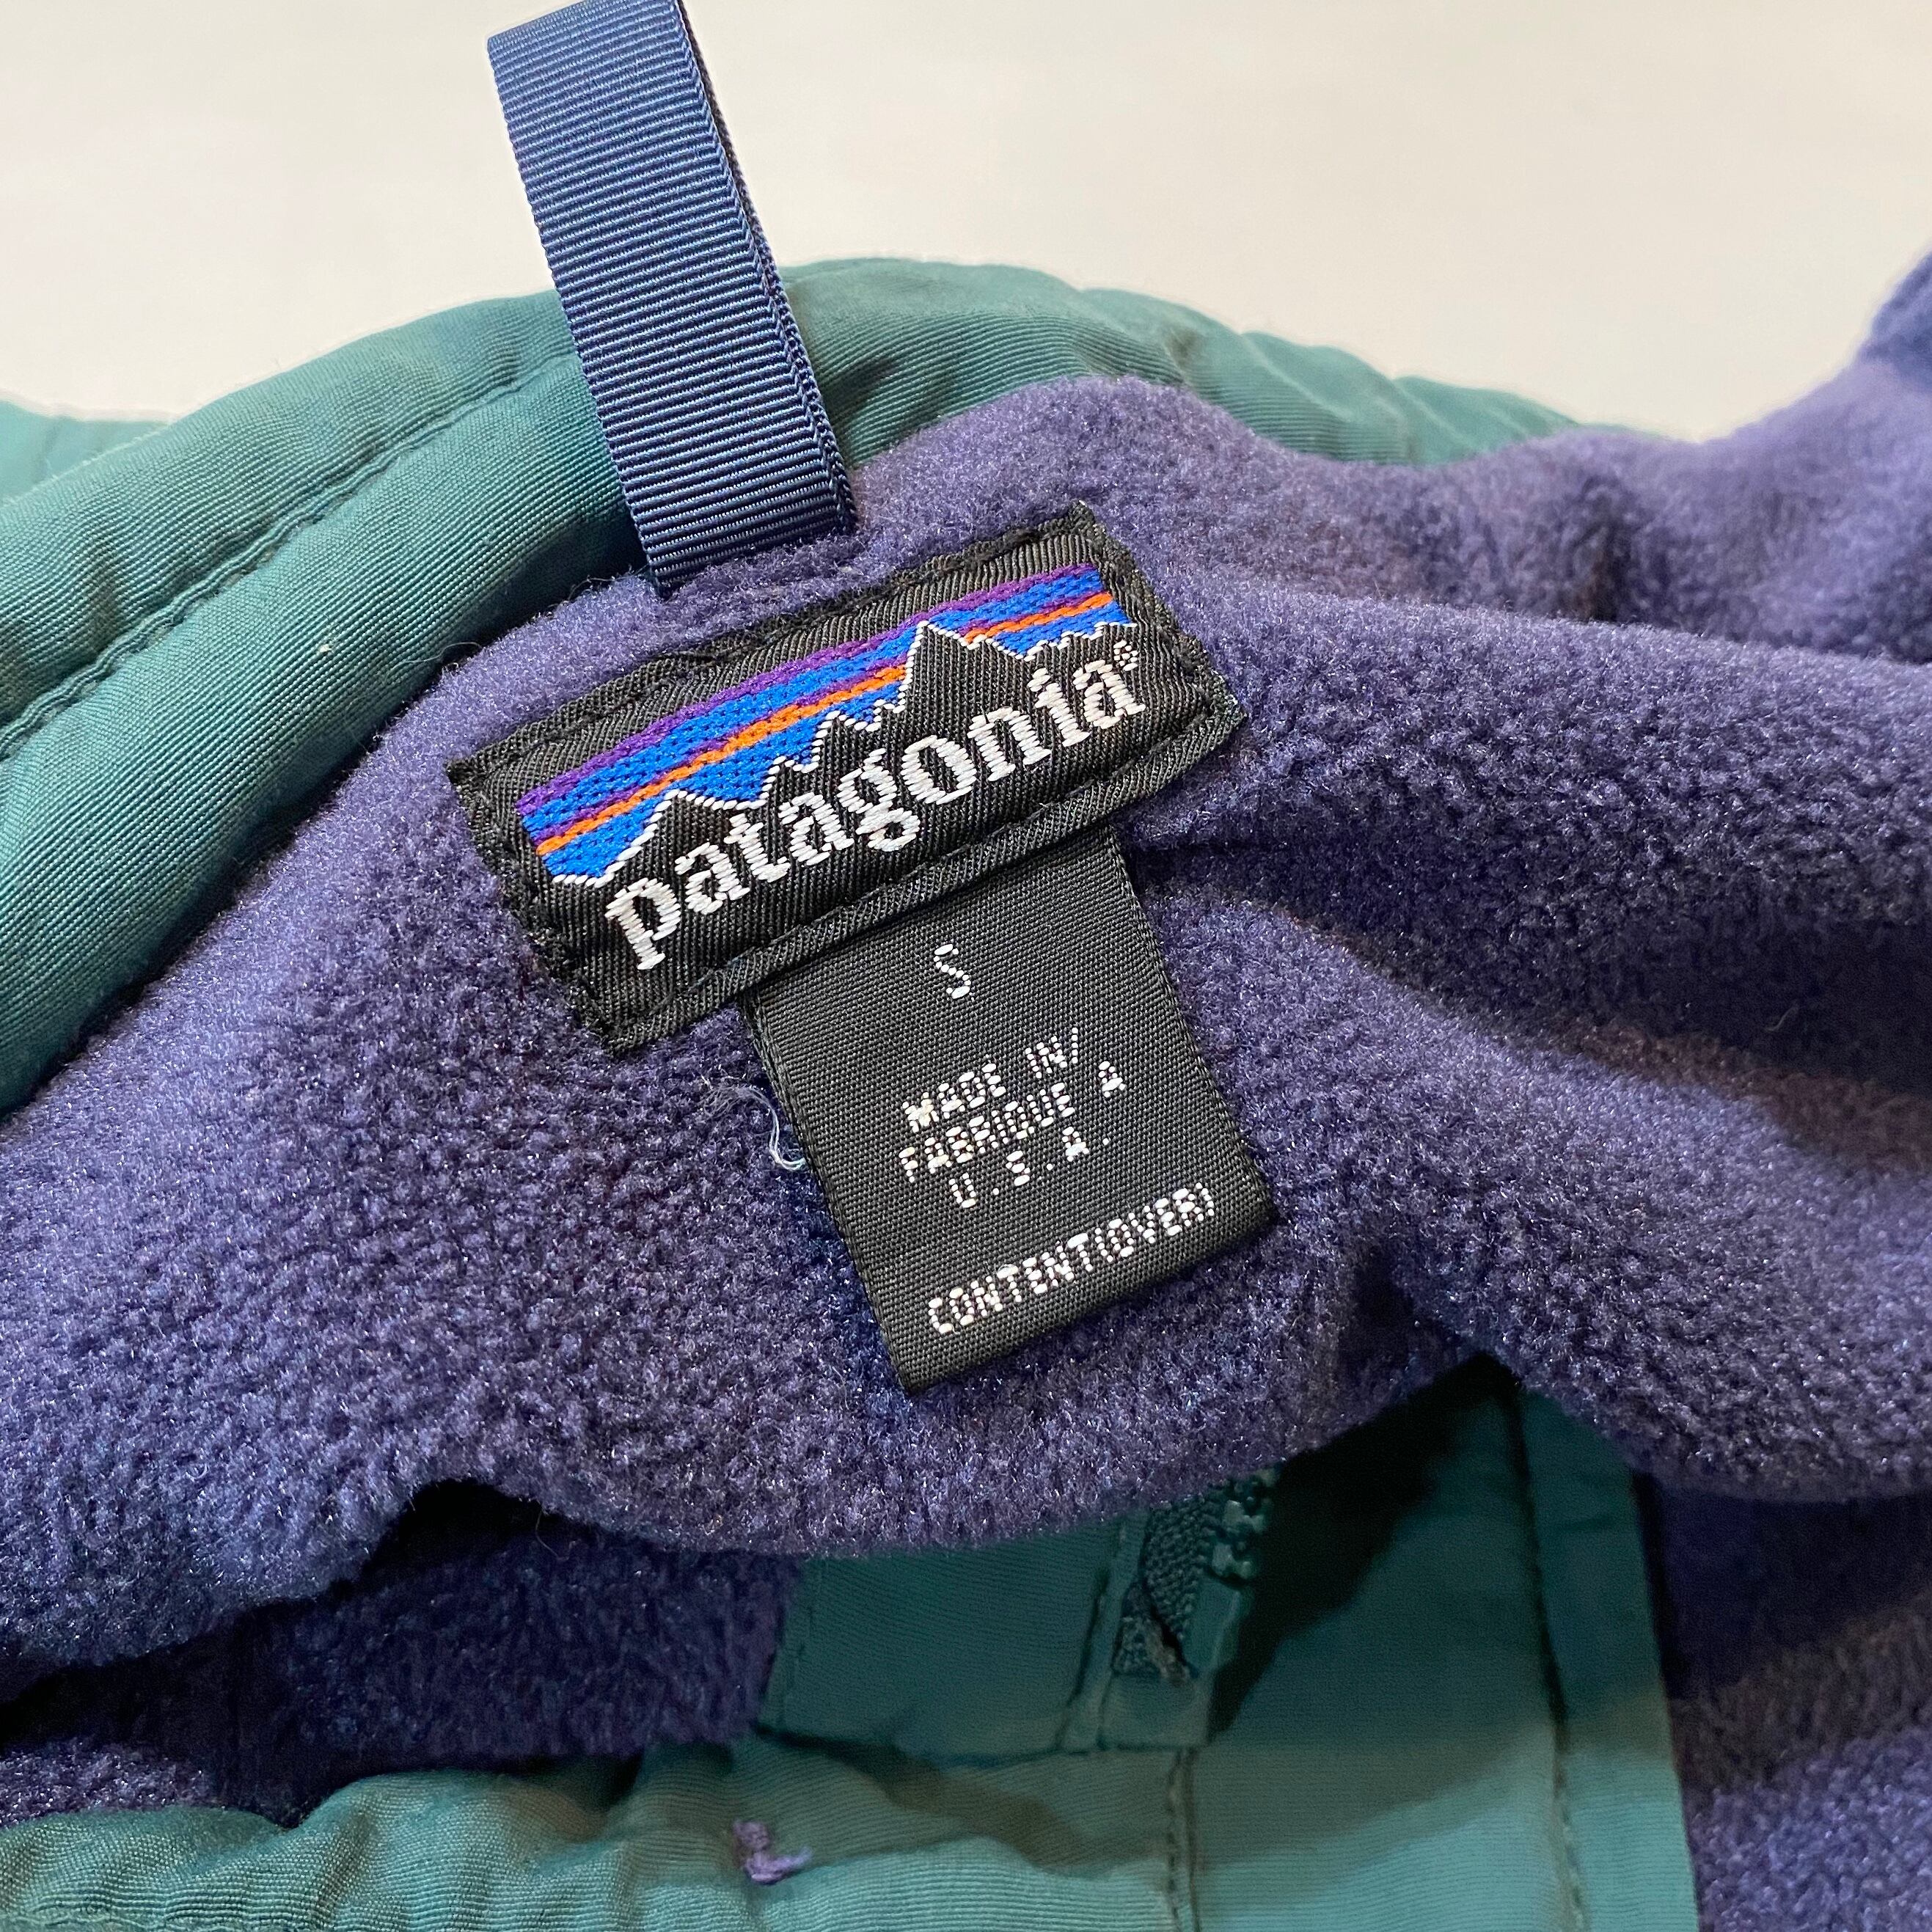 patagonia®
S
MADE IN/
FABRIQUE A
U.S.A.
CONTENT(OVER)